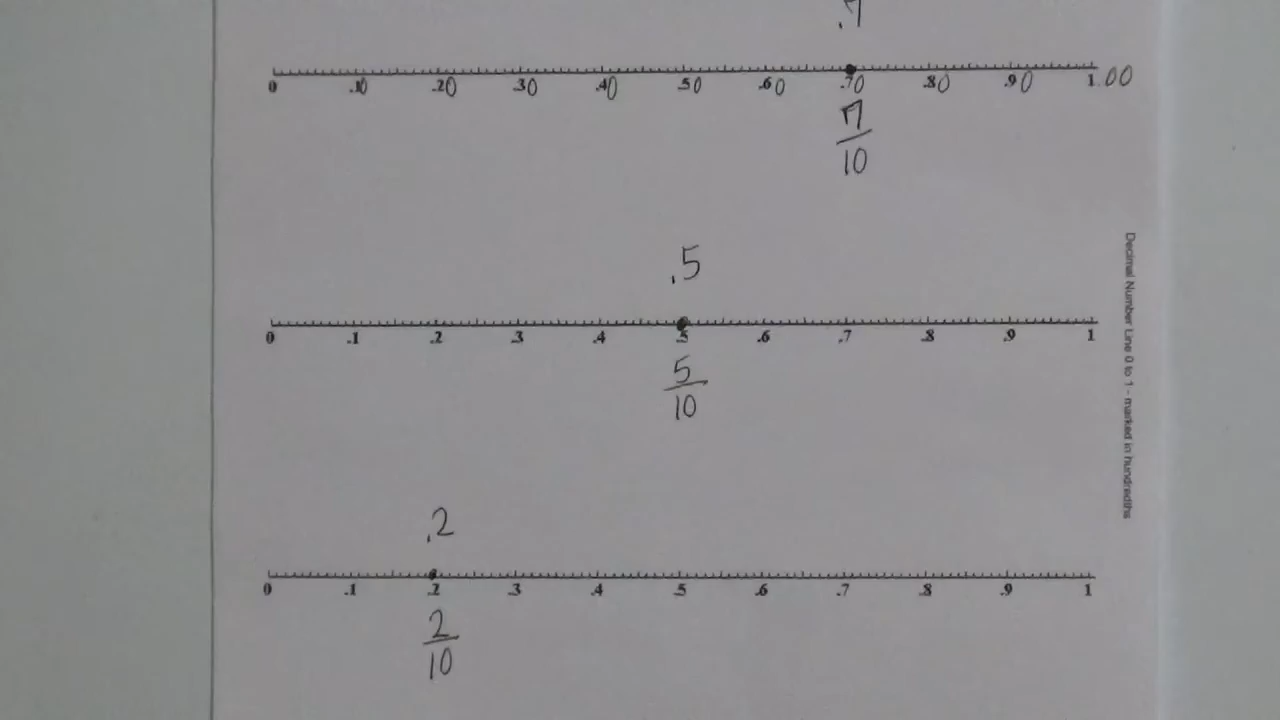 .7
0 .10 .20 .30 .40 .50 .60 .70 .80 .90 1.00
7
10
.5
0 .1 .2 .3 .4 .5 .6 .7 .8 .9 1
5
10
.2
0 .1 .2 .3 .4 .5 .6 .7 .8 .9 1
2
10
Decimal Number Line 0 to 1 - marked in hundredths